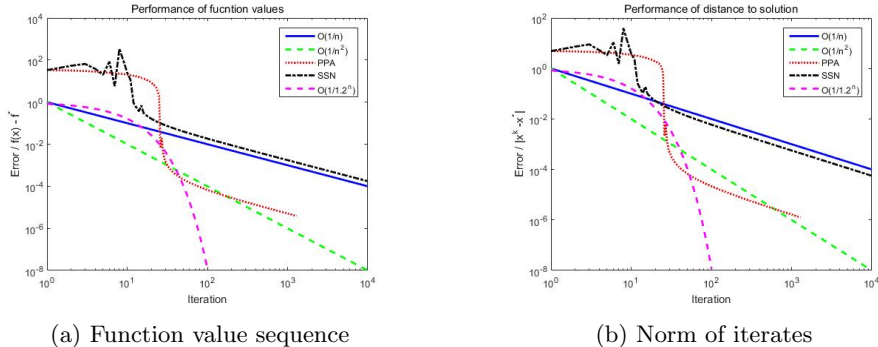 Performance of fucntion values
10^4
10^2
10^0
10^-2
10^-4
10^-6
10^-8
Error / f(x) - f^*
O(1/n)
O(1/n^2)
PPA
SSN
O(1/1.2^n)
10^0 10^1 10^2 10^3 10^4
Iteration
(a) Function value sequence
Performance of distance to solution
10^2
10^0
10^-2
10^-4
10^-6
10^-8
Error / |x^k -x^*|
O(1/n)
O(1/n^2)
PPA
SSN
O(1/1.2^n)
10^0 10^1 10^2 10^3 10^4
Iteration
(b) Norm of iterates